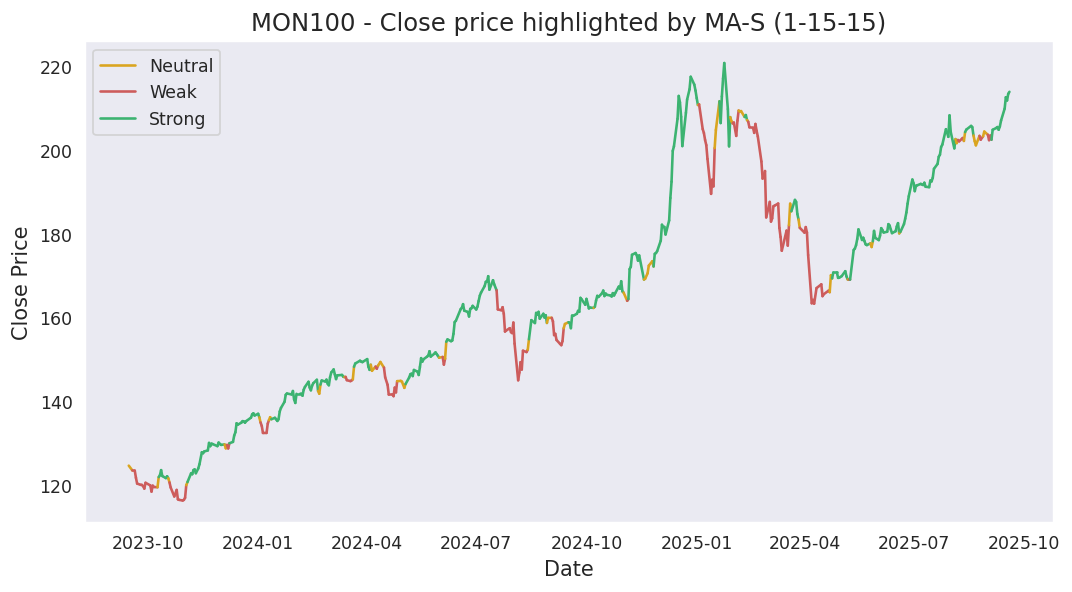 MON100 - Close price highlighted by MA-S (1-15-15)
Neutral
Weak
Strong
Close Price
220
200
180
160
140
120
2023-10
2024-01
2024-04
2024-07
2024-10
2025-01
2025-04
2025-07
2025-10
Date